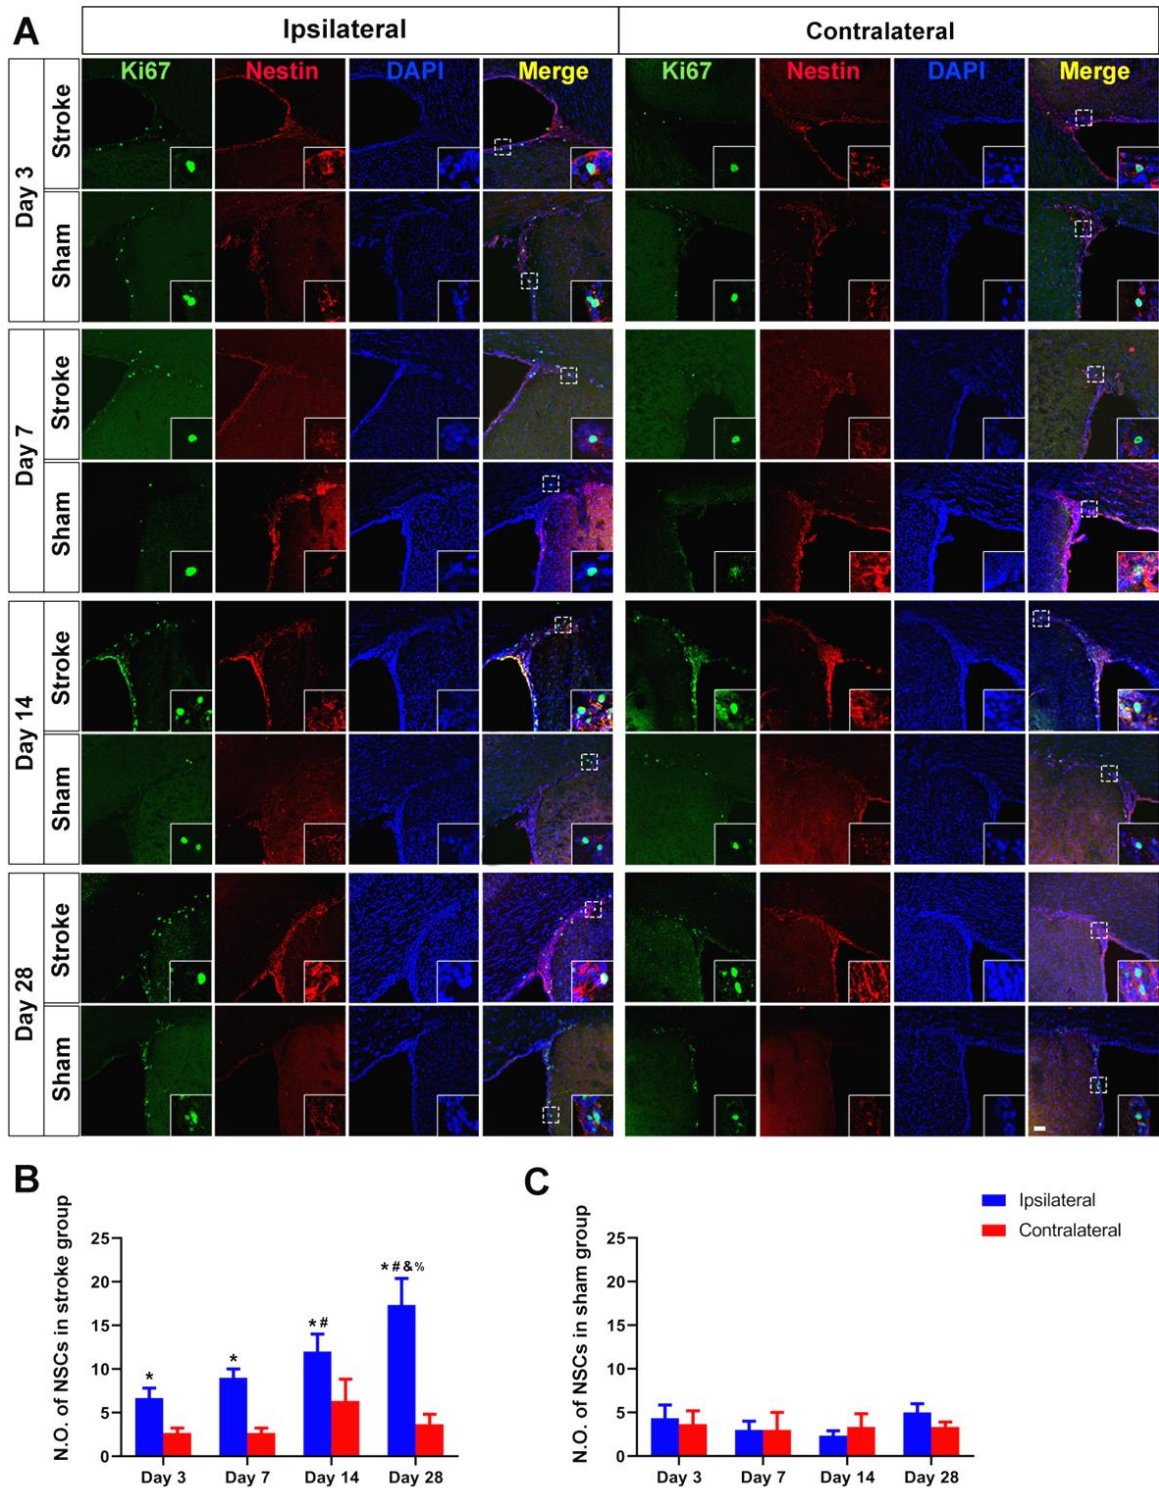 A
Ipsilateral
Contralateral
Ki67 Nestin DAPI Merge Ki67 Nestin DAPI Merge
Day 3
Stroke
Sham
Day 7
Stroke
Sham
Day 14
Stroke
Sham
Day 28
Stroke
Sham
B
N.O. of NSCs in stroke group
25
20
15
10
5
0
*
*
*#
*#&%
Day 3 Day 7 Day 14 Day 28
C
N.O. of NSCs in sham group
25
20
15
10
5
0
Day 3 Day 7 Day 14 Day 28
Ipsilateral
Contralateral